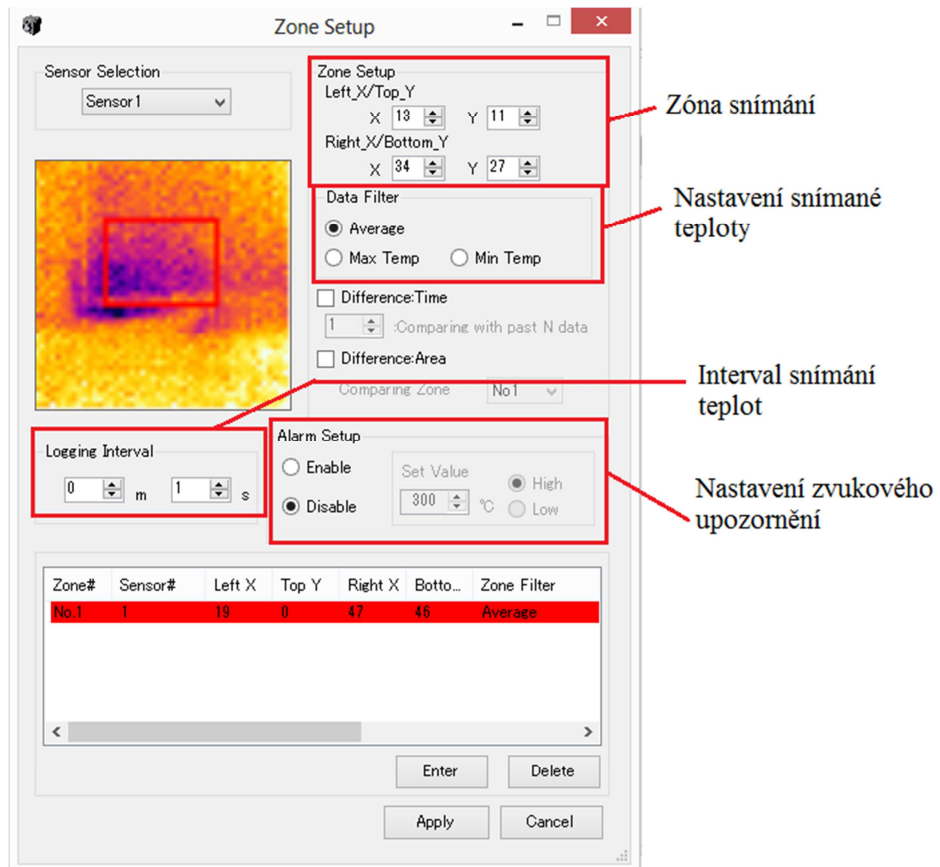 Zone Setup
Sensor Selection
Sensor1
Zone Setup
Left_X/Top_Y
X 13 Y 11
Right_X/Bottom_Y
X 34 Y 27
Zóna snímání
Data Filter
Average
Max Temp Min Temp
Nastavení snímané
teploty
Difference:Time
1 :Comparing with past N data
Difference:Area
Comparing Zone No1
Interval snímání
teplot
Logging Interval
0 m 1 s
Alarm Setup
Enable
Disable
Set Value
300 °C
High
Low
Nastavení zvukového
upozornění
Zone# Sensor# Left X Top Y Right X Botto... Zone Filter
No.1 1 19 0 47 46 Average
Enter Delete
Apply Cancel